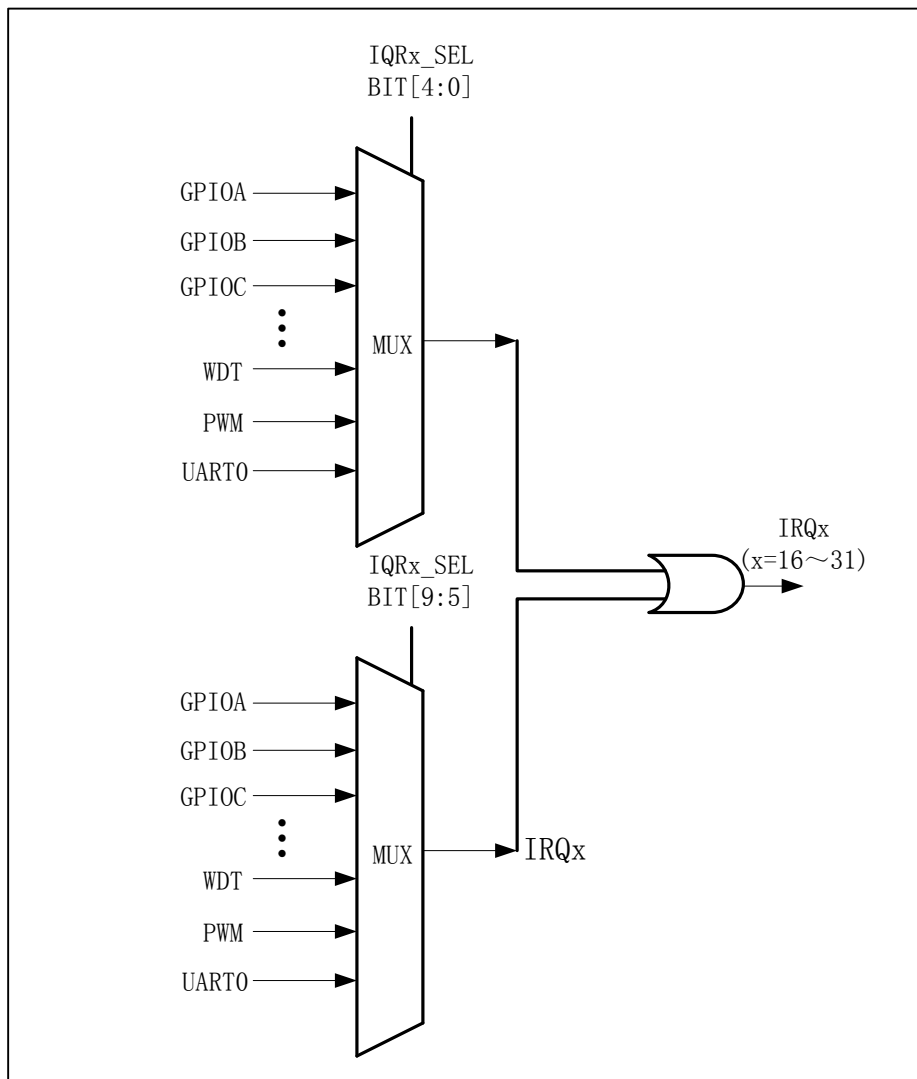 IQRx_SEL
BIT[4:0]
GPIOA
GPIOB
GPIOC
MUX
WDT
PWM
UART0
IRQx
(x=16～31)
IQRx_SEL
BIT[9:5]
GPIOA
GPIOB
GPIOC
MUX
IRQx
WDT
PWM
UART0